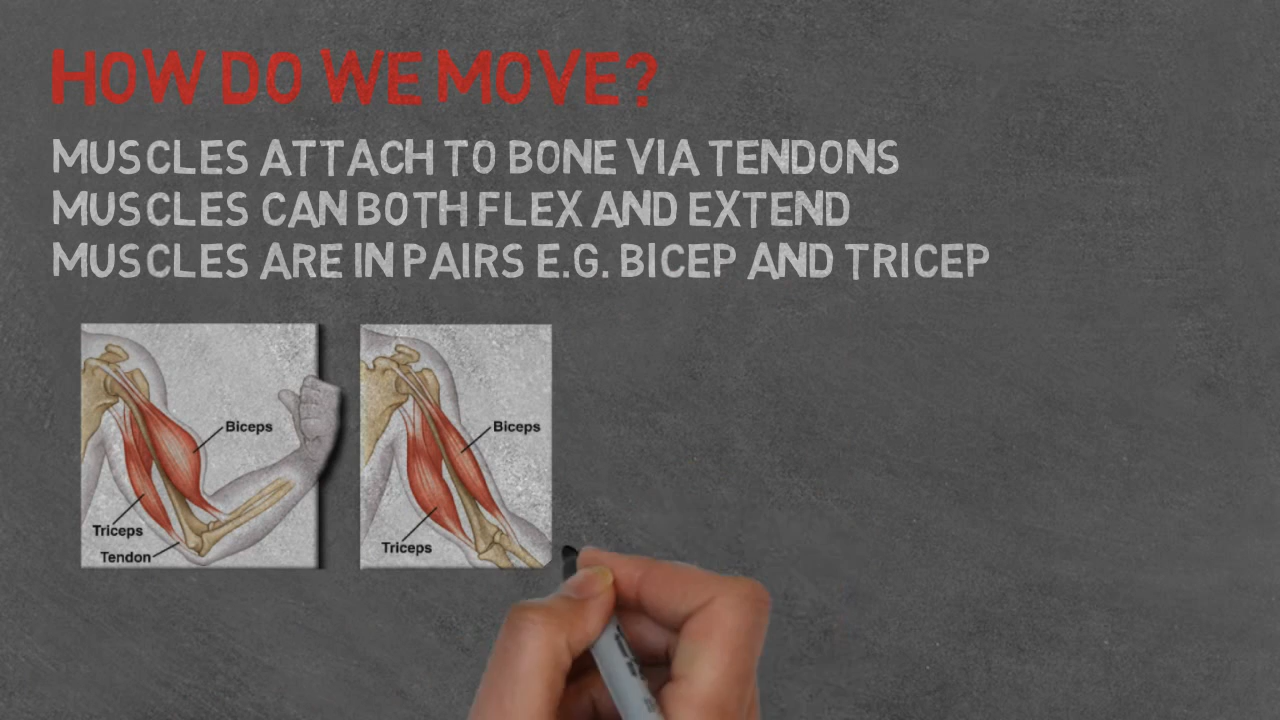 HOW DO WE MOVE?
MUSCLES ATTACH TO BONE VIA TENDONS
MUSCLES CAN BOTH FLEX AND EXTEND
MUSCLES ARE IN PAIRS E.G. BICEP AND TRICEP
Biceps
Triceps
Tendon
Biceps
Triceps